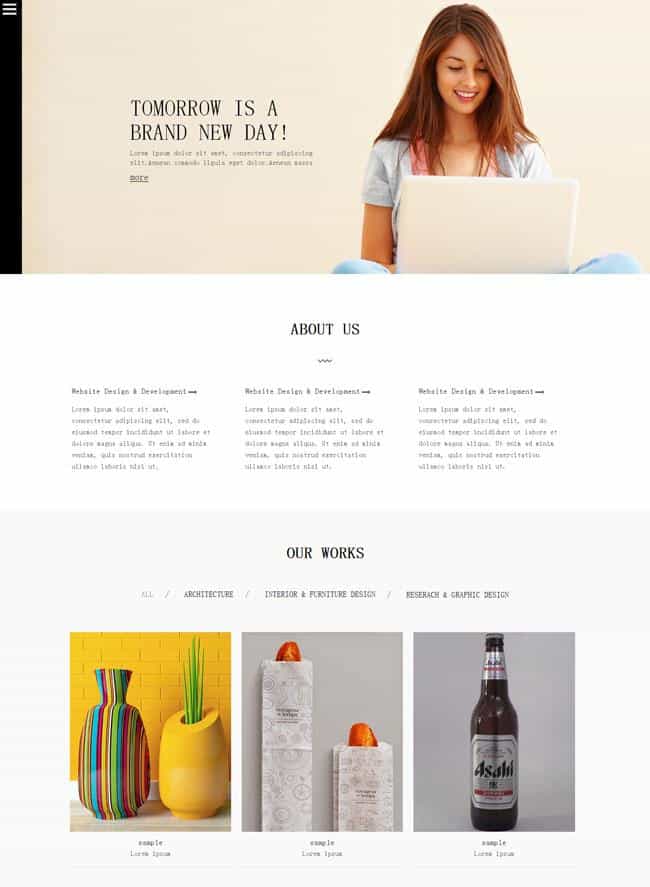 TOMORROW IS A
BRAND NEW DAY!
Lorem ipsum dolor sit amet, consectetur adipiscing
elit.Aenean commodo ligula eget dolor.Aenean massa
more
ABOUT US
Website Design & Development
Website Design & Development
Website Design & Development
Lorem ipsum dolor sit amet,
consectetur adipiscing elit, sed do
eiusmod tempor incididunt ut labore et
dolore magna aliqua. Ut enim ad minim
veniam, quis nostrud exercitation
ullamco laboris nisi ut.
Lorem ipsum dolor sit amet,
consectetur adipiscing elit, sed do
eiusmod tempor incididunt ut labore et
dolore magna aliqua. Ut enim ad minim
veniam, quis nostrud exercitation
ullamco laboris nisi ut.
Lorem ipsum dolor sit amet,
consectetur adipiscing elit, sed do
eiusmod tempor incididunt ut labore et
dolore magna aliqua. Ut enim ad minim
veniam, quis nostrud exercitation
ullamco laboris nisi ut.
OUR WORKS
ALL / ARCHITECTURE / INTERIOR & FURNITURE DESIGN / RESERACH & GRAPHIC DESIGN
Asahi
Asahi
sample
Lorem Ipsum
sample
Lorem Ipsum
sample
Lorem Ipsum